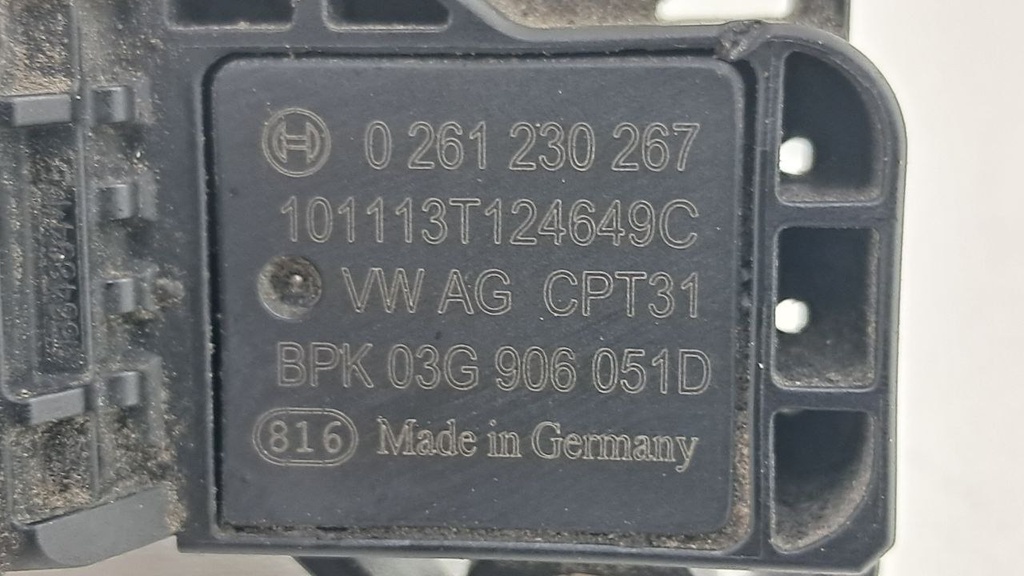 0 261 230 267
101113T124649C
VW AG CPT31
BPK 03G 906 051D
816 Made in Germany